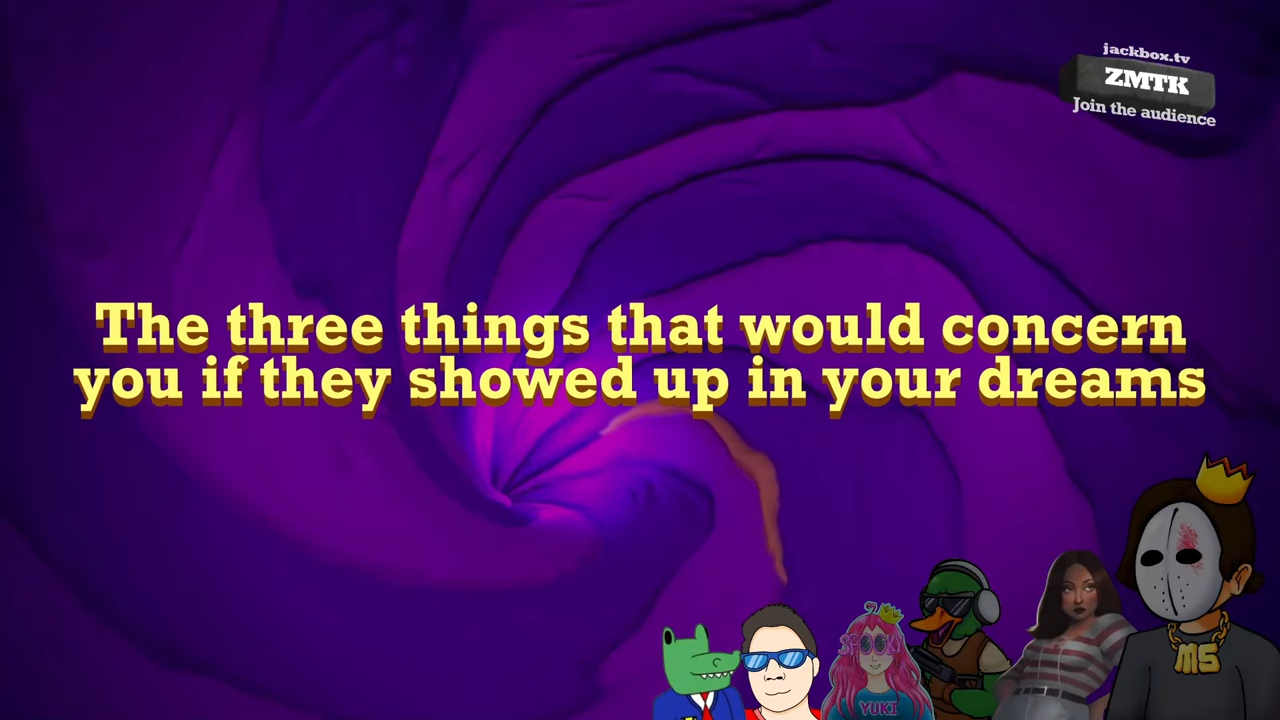 jackbox.tv
ZMTK
Join the audience
The three things that would concern
you if they showed up in your dreams
YUKI
MS